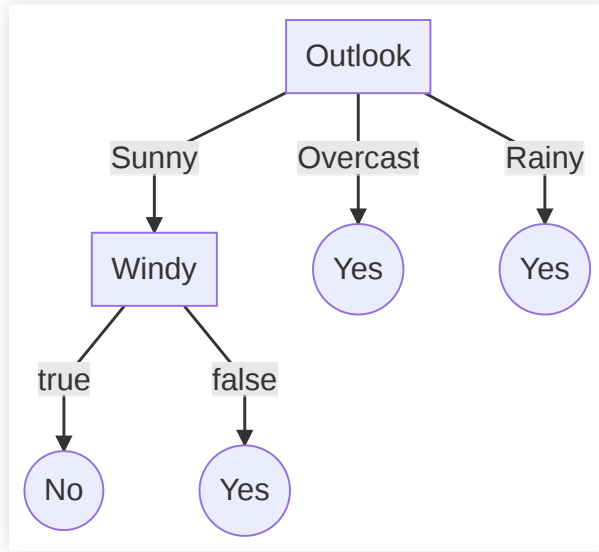 Outlook
Sunny
Overcast
Rainy
Windy
Yes
Yes
true
false
No
Yes